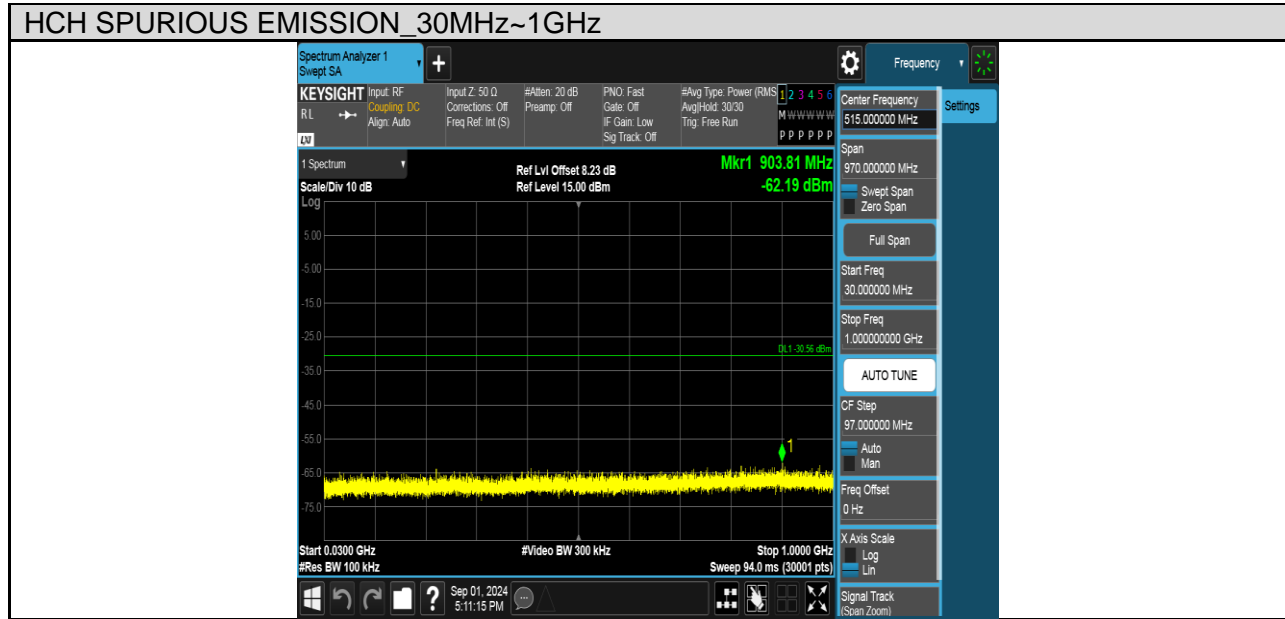 HCH SPURIOUS EMISSION_30MHz~1GHz
Spectrum Analyzer 1
Swept SA
+
Frequency
KEYSIGHT
RL
LXI
Input: RF
Coupling: DC
Align: Auto
Input Z: 50 Ω
Corrections: Off
Freq Ref: Int (S)
#Atten: 20 dB
Preamp: Off
PNO: Fast
Gate: Off
IF Gain: Low
Sig Track: Off
#Avg Type: Power (RMS
Avg|Hold: 30/30
Trig: Free Run
1 2 3 4 5 6
M W W W W W
P P P P P P
1 Spectrum
Scale/Div 10 dB
Log
Ref Lvl Offset 8.23 dB
Ref Level 15.00 dBm
Mkr1 903.81 MHz
-62.19 dBm
5.00
-5.00
-15.0
-25.0
DL1 -30.56 dBm
-35.0
-45.0
-55.0
1
-65.0
-75.0
Start 0.0300 GHz
#Res BW 100 kHz
#Video BW 300 kHz
Stop 1.0000 GHz
Sweep 94.0 ms (30001 pts)
?
Sep 01, 2024
5:11:15 PM
Center Frequency
515.000000 MHz
Settings
Span
970.000000 MHz
Swept Span
Zero Span
Full Span
Start Freq
30.000000 MHz
Stop Freq
1.000000000 GHz
AUTO TUNE
CF Step
97.000000 MHz
Auto
Man
Freq Offset
0 Hz
X Axis Scale
Log
Lin
Signal Track
(Span Zoom)